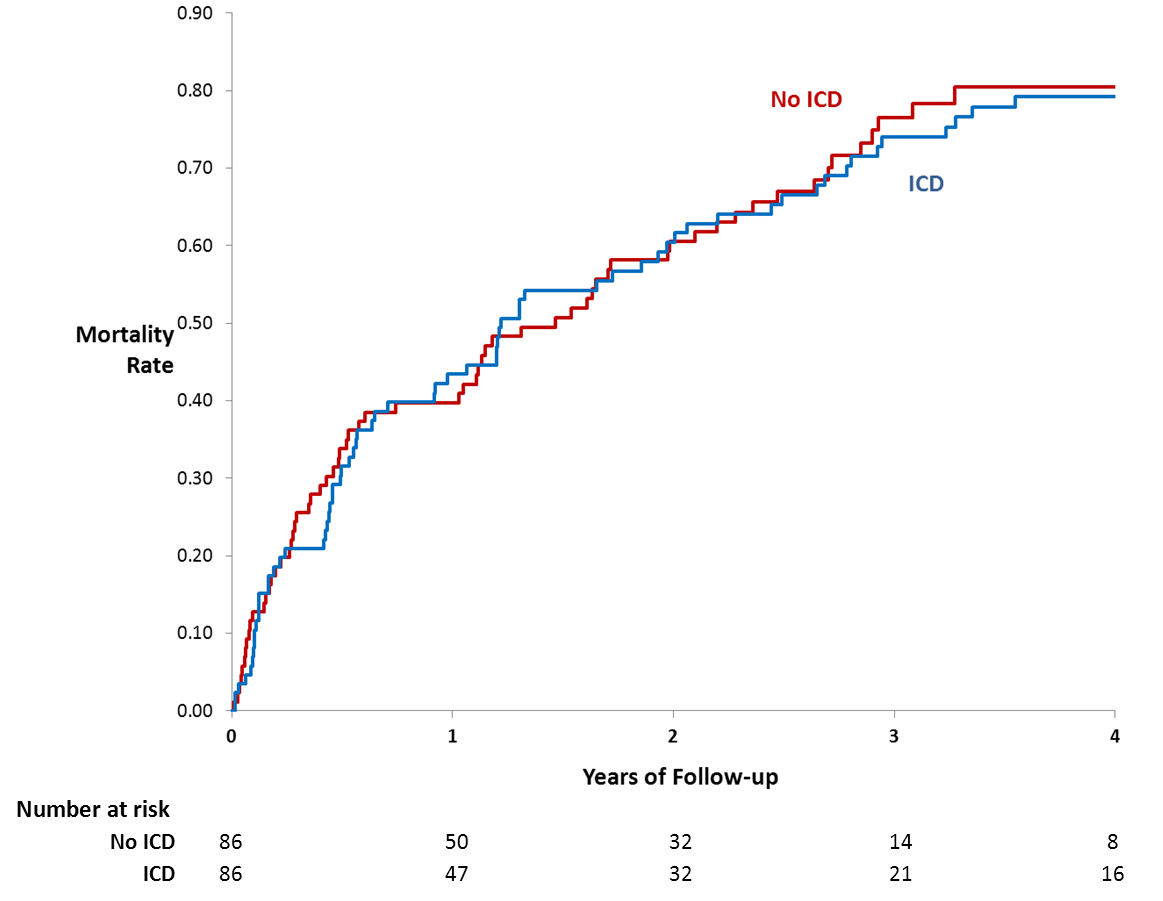 0.90
0.80
No ICD
0.70
ICD
0.60
0.50
Mortality
Rate
0.40
0.30
0.20
0.10
0.00
0 1 2 3 4
Years of Follow-up
Number at risk
No ICD 86 50 32 14 8
ICD 86 47 32 21 16